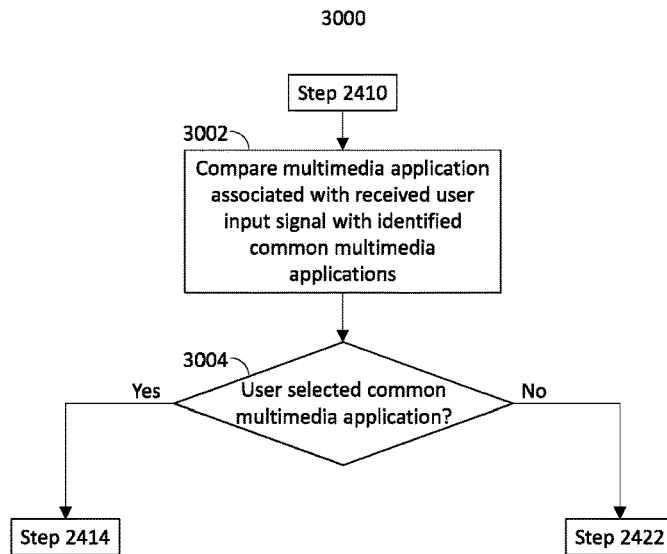 3000
Step 2410
3002
Compare multimedia application
associated with received user
input signal with identified
common multimedia
applications
3004
Yes
User selected common
multimedia application?
No
Step 2414
Step 2422